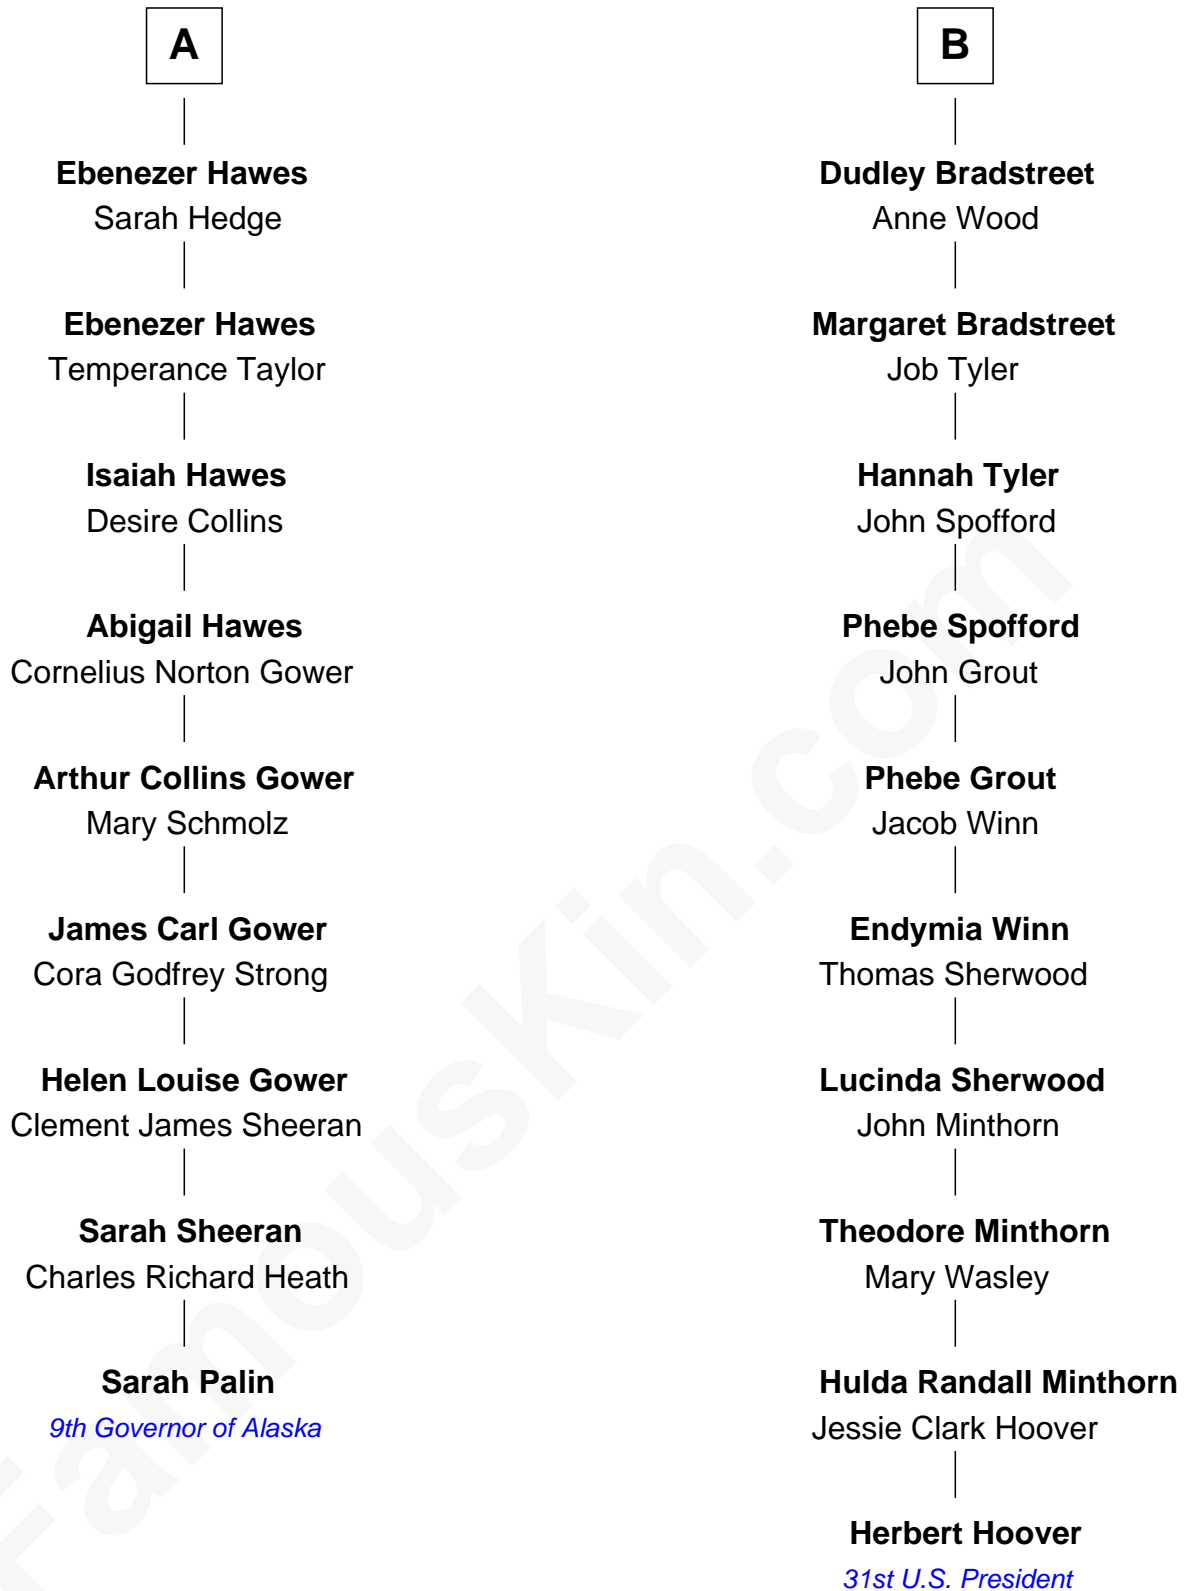 A
Ebenezer Hawes
Sarah Hedge
Ebenezer Hawes
Temperance Taylor
Isaiah Hawes
Desire Collins
Abigail Hawes
Cornelius Norton Gower
Arthur Collins Gower
Mary Schmolz
James Carl Gower
Cora Godfrey Strong
Helen Louise Gower
Clement James Sheeran
Sarah Sheeran
Charles Richard Heath
Sarah Palin
9th Governor of Alaska
B
Dudley Bradstreet
Anne Wood
Margaret Bradstreet
Job Tyler
Hannah Tyler
John Spofford
Phebe Spofford
John Grout
Phebe Grout
Jacob Winn
Endymia Winn
Thomas Sherwood
Lucinda Sherwood
John Minthorn
Theodore Minthorn
Mary Wasley
Hulda Randall Minthorn
Jessie Clark Hoover
Herbert Hoover
31st U.S. President
FamousKin.com